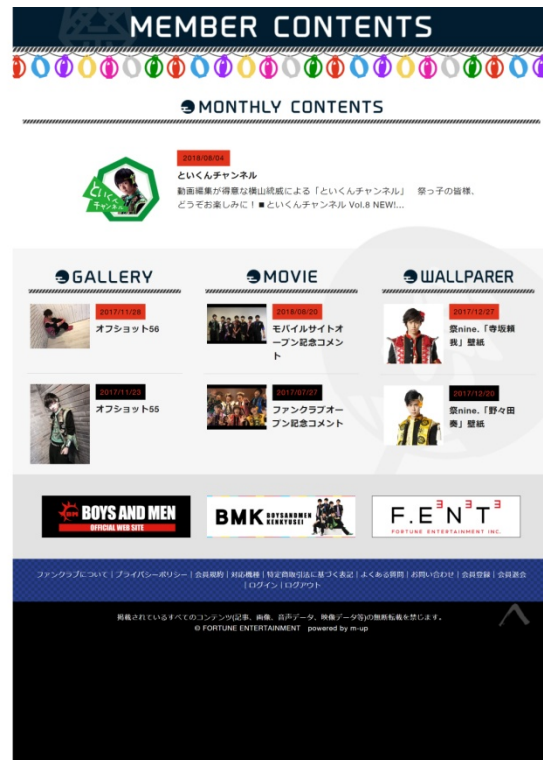 MEMBER CONTENTS
MONTHLY CONTENTS
2018/08/04
といくんチャンネル
動画編集が得意な横山統威による「といくんチャンネル」 祭っ子の皆様、
どうぞお楽しみに！■といくんチャンネル Vol.8 NEW!...
といくん
チャンネル
GALLERY
2017/11/28
オフショット56
2017/11/23
オフショット55
MOVIE
2018/08/20
モバイルサイトオ
ープン記念コメン
ト
2017/07/27
ファンクラブオー
プン記念コメント
WALLPARER
2017/12/27
祭nine.「寺坂頼
我」壁紙
2017/12/20
祭nine.「野々田
奏」壁紙
BOYS AND MEN
OFFICIAL WEB SITE
BMK BOYSANDMEN
KENKYUSEI
F.ENT
FORTUNE ENTERTAINMENT INC.
ファンクラブについて | プライバシーポリシー | 会員規約 | 対応機種 | 特定商取引法に基づく表記 | よくある質問 | お問い合わせ | 会員登録 | 会員退会
| ログイン | ログアウト
掲載されているすべてのコンテンツ(記事、画像、音声データ、映像データ等)の無断転載を禁じます。
© FORTUNE ENTERTAINMENT powered by m-up